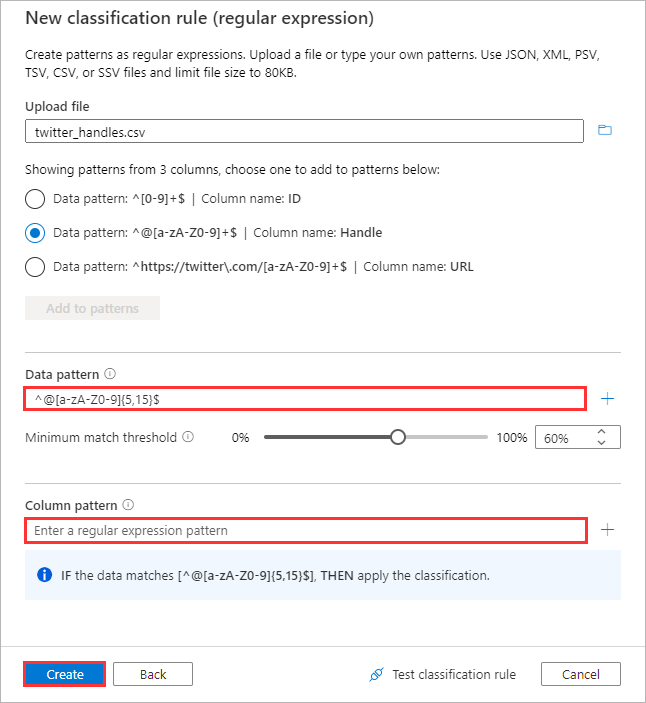 New classification rule (regular expression)
Create patterns as regular expressions. Upload a file or type your own patterns. Use JSON, XML, PSV,
TSV, CSV, or SSV files and limit file size to 80KB.
Upload file
twitter_handles.csv
Showing patterns from 3 columns, choose one to add to patterns below:
Data pattern: ^[0-9]+$ | Column name: ID
Data pattern: ^@[a-zA-Z0-9]+$ | Column name: Handle
Data pattern: ^https://twitter\.com/[a-zA-Z0-9]+$ | Column name: URL
Add to patterns
Data pattern
^@[a-zA-Z0-9]{5,15}$
Minimum match threshold 0% 100% 60%
Column pattern
Enter a regular expression pattern
IF the data matches [^@[a-zA-Z0-9]{5,15}$], THEN apply the classification.
Create Back Test classification rule Cancel